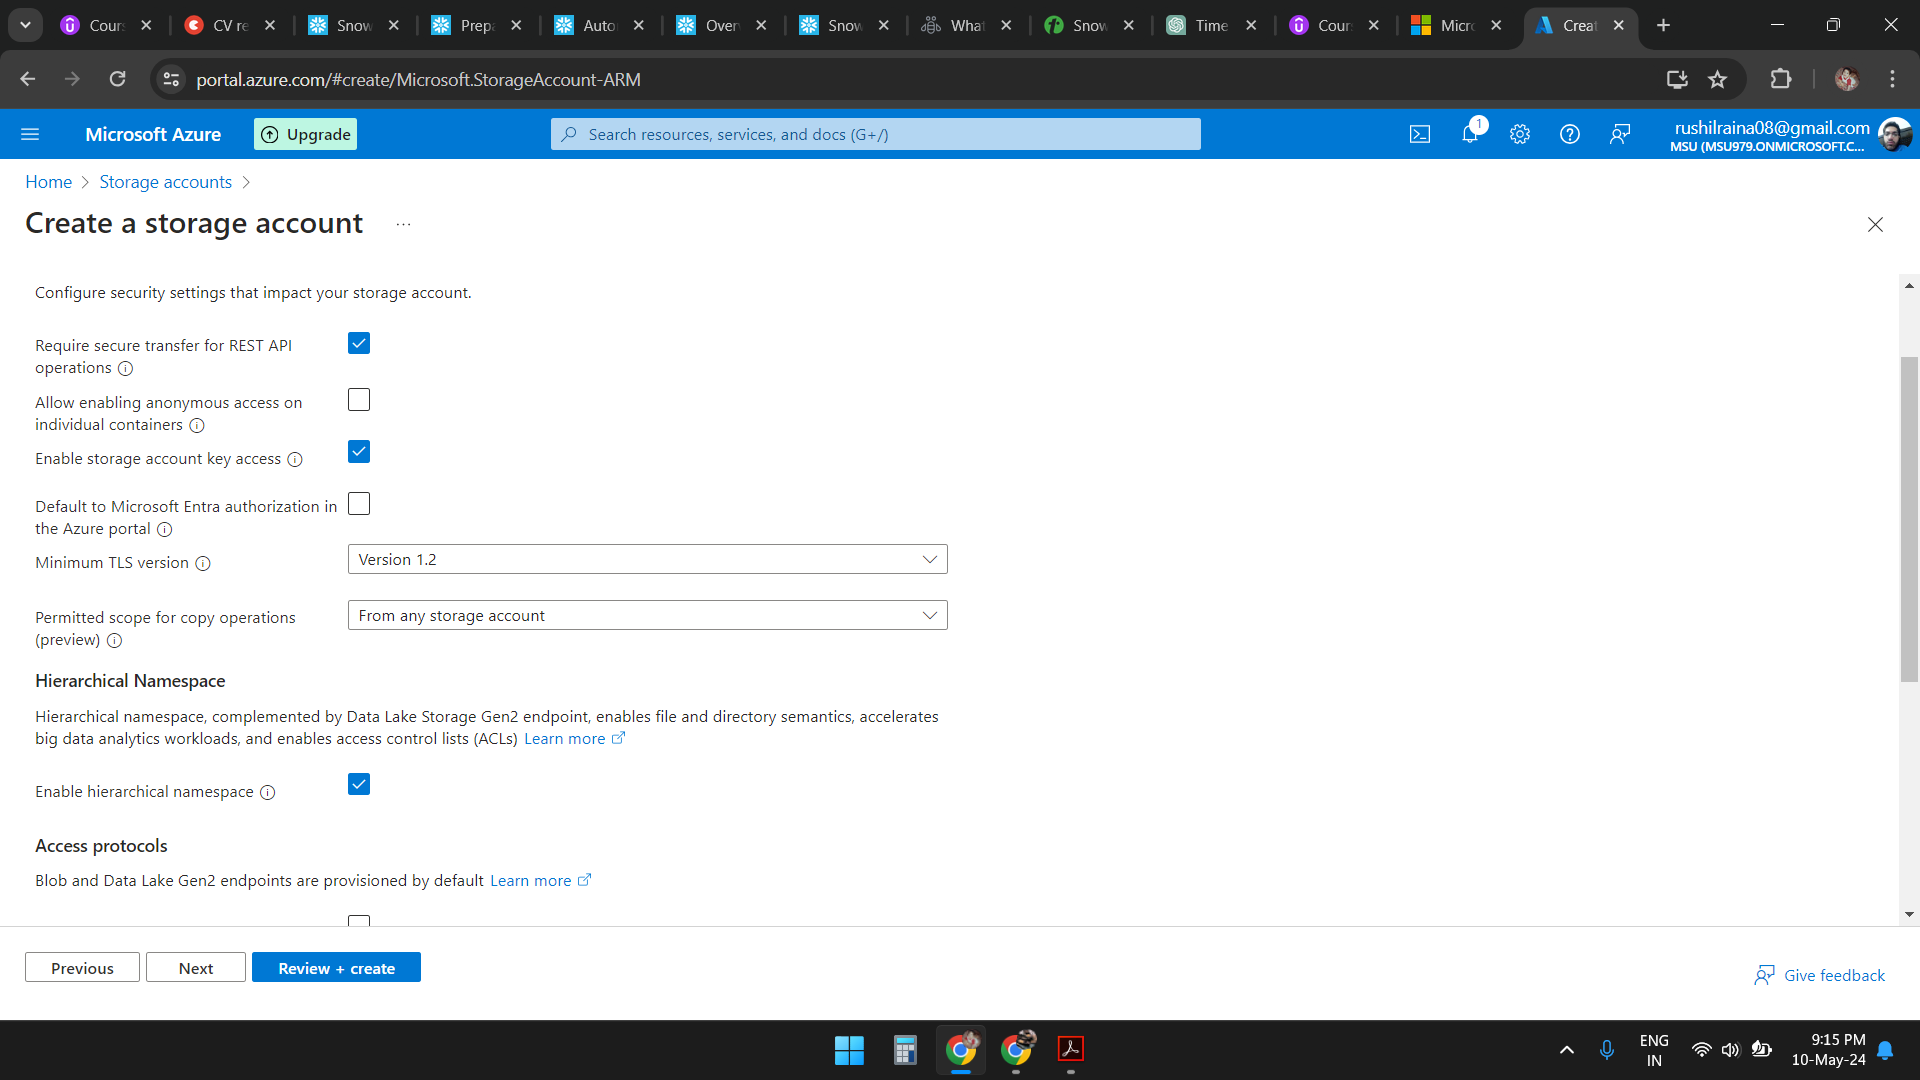 Cour
CV re
Snow
Prepa
Auto
Over
Snow
What
Snow
Time
Cour
Micro
Creat
portal.azure.com/#create/Microsoft.StorageAccount-ARM
Microsoft Azure
Upgrade
Search resources, services, and docs (G+/)
1
rushilraina08@gmail.com
MSU (MSU979.ONMICROSOFT.C...
Home
Storage accounts
Create a storage account
...
Configure security settings that impact your storage account.
Require secure transfer for REST API
operations
Allow enabling anonymous access on
individual containers
Enable storage account key access
Default to Microsoft Entra authorization in
the Azure portal
Minimum TLS version
Version 1.2
Permitted scope for copy operations
(preview)
From any storage account
Hierarchical Namespace
Hierarchical namespace, complemented by Data Lake Storage Gen2 endpoint, enables file and directory semantics, accelerates
big data analytics workloads, and enables access control lists (ACLs) Learn more
Enable hierarchical namespace
Access protocols
Blob and Data Lake Gen2 endpoints are provisioned by default Learn more
Previous
Next
Review + create
Give feedback
ENG
IN
9:15 PM
10-May-24